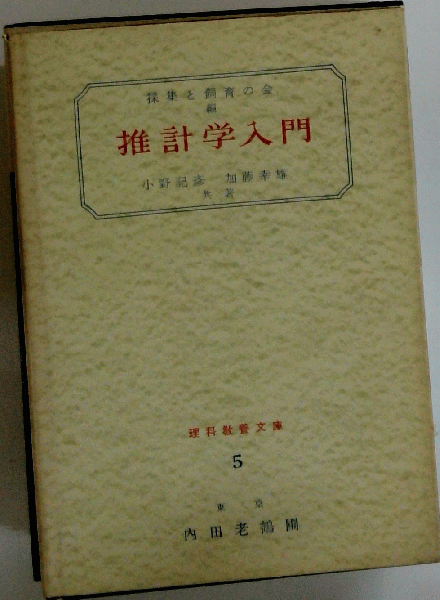 採集と飼育の会
編
推計学入門
小野記彦 加藤幸雄
共著
理科教養文庫
5
東京
内田老鶴圃